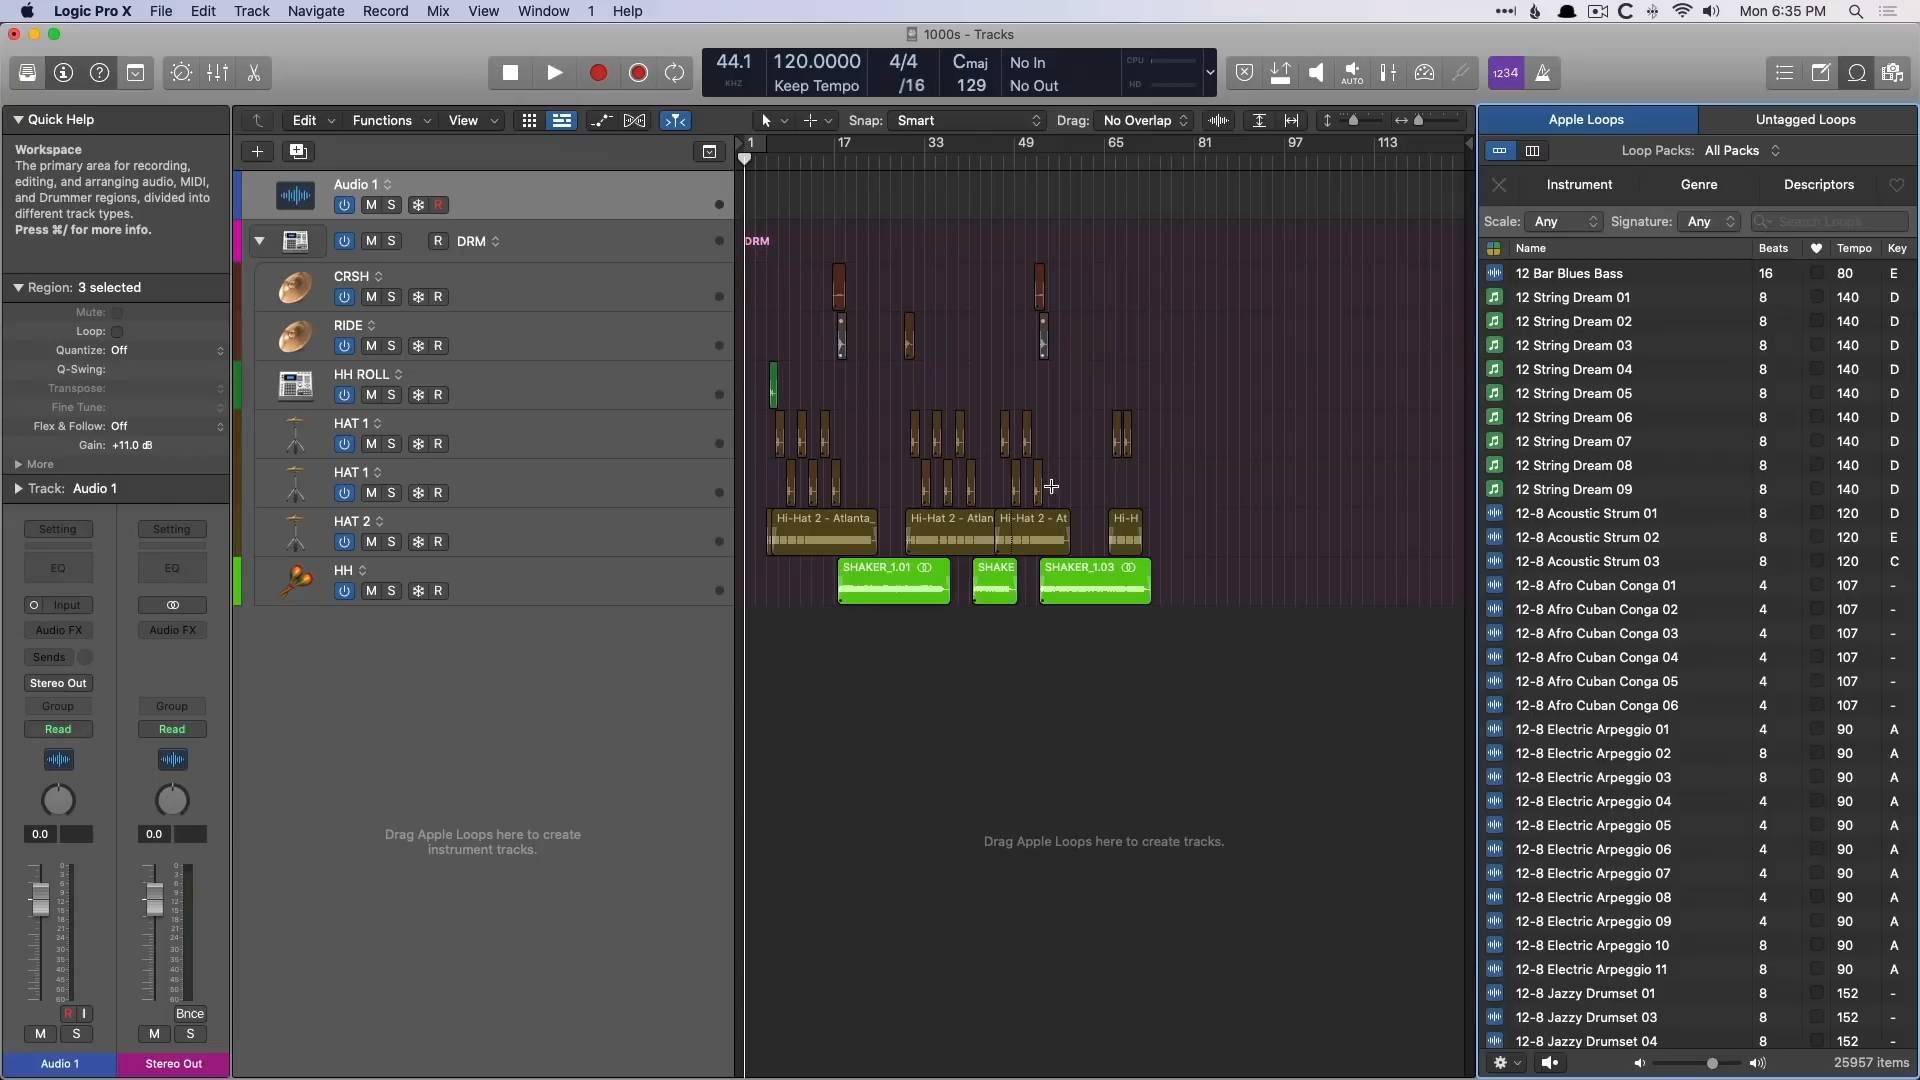 Logic Pro X File Edit Track Navigate Record Mix View Window 1 Help
Mon 6:35 PM
1000s - Tracks
44.1 120.0000 4/4 Cmaj No In CPU
KHZ Keep Tempo /16 129 No Out HD
AUTO
1234
Quick Help
Workspace
The primary area for recording,
editing, and arranging audio, MIDI,
and Drummer regions, divided into
different track types.
Press ⌘/ for more info.
Region: 3 selected
Mute:
Loop:
Quantize: Off
Q-Swing:
Transpose:
Fine Tune:
Flex & Follow: Off
Gain: +11.0 dB
More
Track: Audio 1
Setting Setting
EQ EQ
Input
Audio FX Audio FX
Sends
Stereo Out
Group Group
Read Read
0.0 0.0
R I Bnce
M S M S
Audio 1 Stereo Out
Edit Functions View
Snap: Smart Drag: No Overlap
1 17 33 49 65 81 97 113
Audio 1
M S R
M S R DRM
DRM
CRSH
M S R
RIDE
M S R
HH ROLL
M S R
HAT 1
M S R
HAT 1
M S R
HAT 2
M S R
Hi-Hat 2 - Atlanta_ Hi-Hat 2 - Atlan Hi-Hat 2 - At Hi-H
HH
M S R
SHAKER_1.01 SHAKE SHAKER_1.03
Drag Apple Loops here to create
instrument tracks.
Drag Apple Loops here to create tracks.
Apple Loops Untagged Loops
Loop Packs: All Packs
Instrument Genre Descriptors
Scale: Any Signature: Any Search Loops
Name Beats Tempo Key
12 Bar Blues Bass 16 80 E
12 String Dream 01 8 140 D
12 String Dream 02 8 140 D
12 String Dream 03 8 140 D
12 String Dream 04 8 140 D
12 String Dream 05 8 140 D
12 String Dream 06 8 140 D
12 String Dream 07 8 140 D
12 String Dream 08 8 140 D
12 String Dream 09 8 140 D
12-8 Acoustic Strum 01 8 120 D
12-8 Acoustic Strum 02 8 120 E
12-8 Acoustic Strum 03 8 120 C
12-8 Afro Cuban Conga 01 4 107 -
12-8 Afro Cuban Conga 02 4 107 -
12-8 Afro Cuban Conga 03 4 107 -
12-8 Afro Cuban Conga 04 4 107 -
12-8 Afro Cuban Conga 05 4 107 -
12-8 Afro Cuban Conga 06 4 107 -
12-8 Electric Arpeggio 01 4 90 A
12-8 Electric Arpeggio 02 8 90 A
12-8 Electric Arpeggio 03 8 90 A
12-8 Electric Arpeggio 04 4 90 A
12-8 Electric Arpeggio 05 4 90 A
12-8 Electric Arpeggio 06 4 90 A
12-8 Electric Arpeggio 07 4 90 A
12-8 Electric Arpeggio 08 4 90 A
12-8 Electric Arpeggio 09 4 90 A
12-8 Electric Arpeggio 10 8 90 A
12-8 Electric Arpeggio 11 8 90 A
12-8 Jazzy Drumset 01 8 152 -
12-8 Jazzy Drumset 03 8 152 -
12-8 Jazzy Drumset 04 8 152 -
25957 items